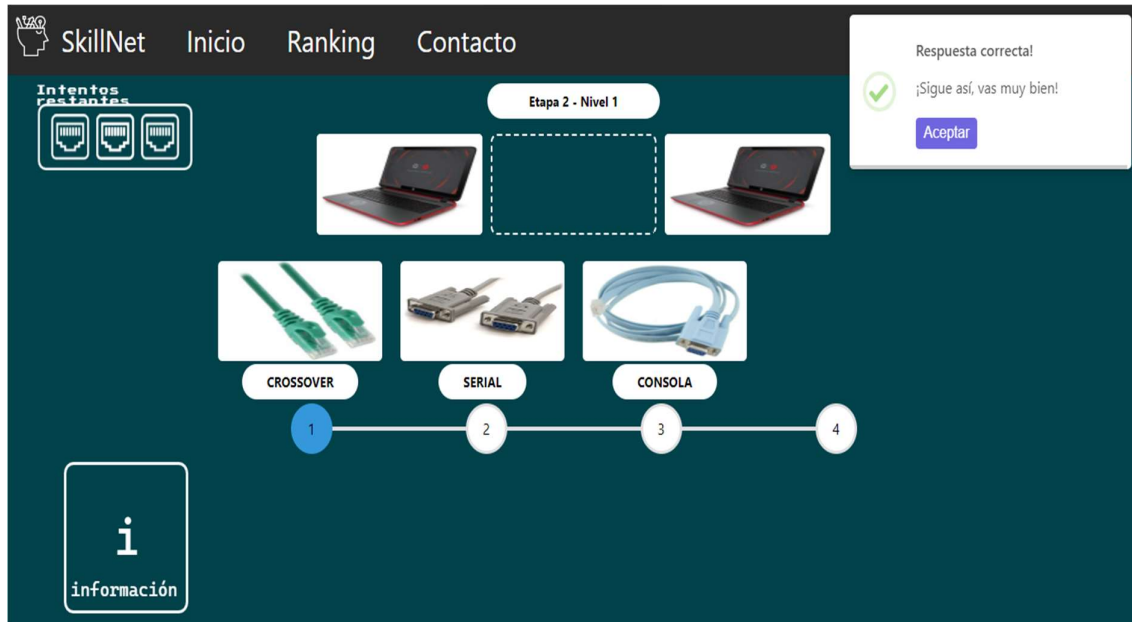 SkillNet Inicio Ranking Contacto
Respuesta correcta!
¡Sigue así, vas muy bien!
Aceptar
Intentos
restantes
Etapa 2 - Nivel 1
CROSSOVER SERIAL CONSOLA
1 2 3 4
i
información